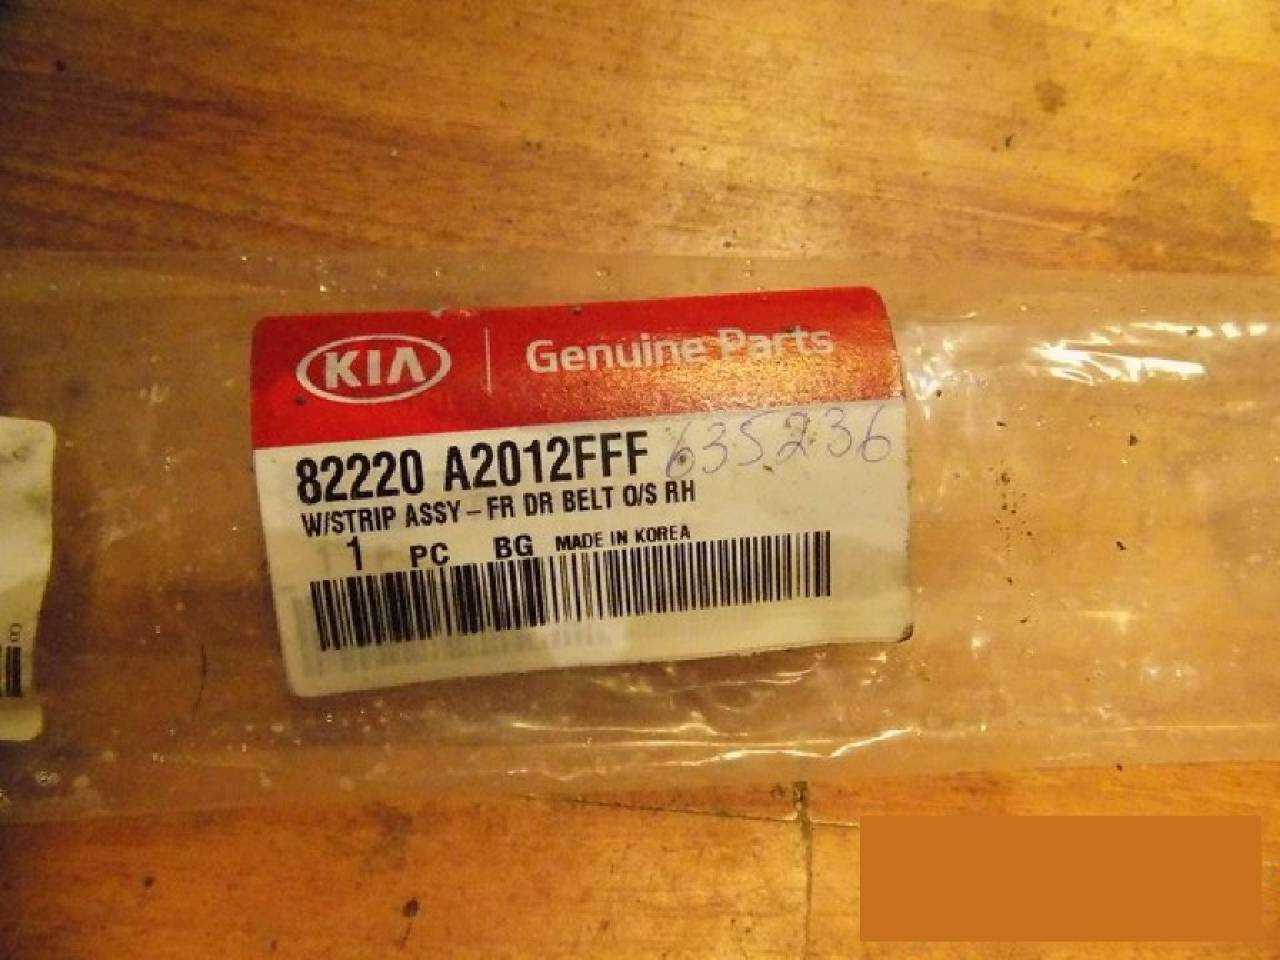 KIA Genuine Parts
82220 A2012FFF 635236
W/STRIP ASSY-FR DR BELT O/S RH
1 PC BG MADE IN KOREA